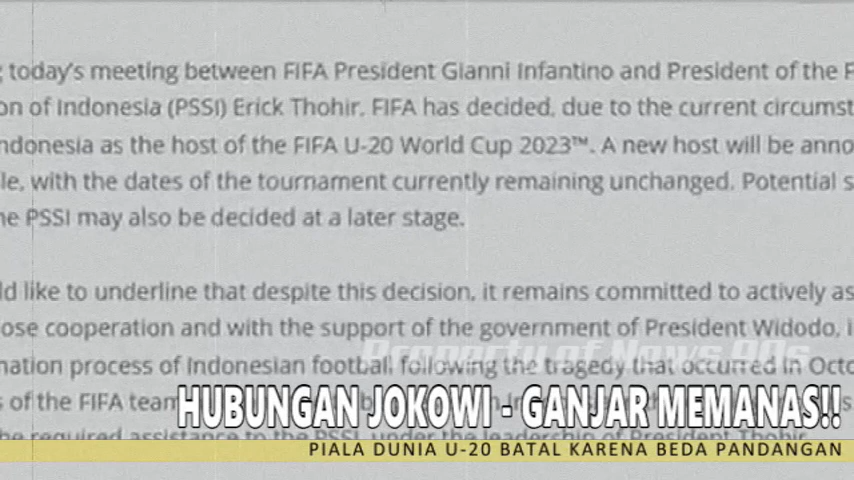 today's meeting between FIFA President Gianni Infantino and President of the F
on of Indonesia (PSSI) Erick Thohir, FIFA has decided, due to the current circumst
ndonesia as the host of the FIFA U-20 World Cup 2023™. A new host will be anno
le, with the dates of the tournament currently remaining unchanged. Potential s
he PSSI may also be decided at a later stage.
ld like to underline that despite this decision, it remains committed to actively as
ose cooperation and with the support of the government of President Widodo, i
nation process of Indonesian football following the tragedy that occurred in Octo
Property of News 90s
s of the FIFA team
HUBUNGAN JOKOWI - GANJAR MEMANAS!!
he required assistance to the PSSI, under the leadership of President Thohir
PIALA DUNIA U-20 BATAL KARENA BEDA PANDANGAN